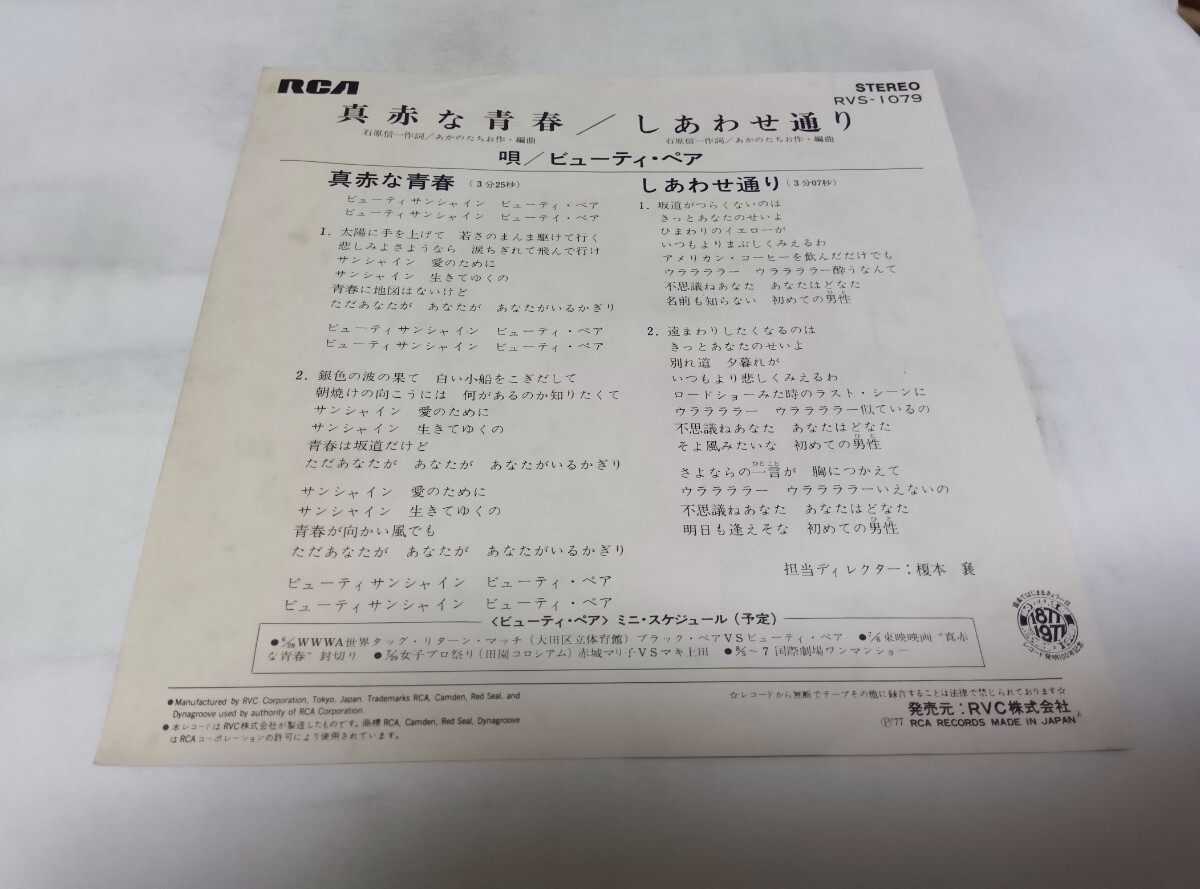 RCA
STEREO
RVS-1079
真赤な青春／しあわせ通り
石原信一作詞／あかのたちお作・編曲
石原信一作詞／あかのたちお作・編曲
唄／ビューティ・ペア
真赤な青春 (3分25秒)
ビューティサンシャイン ビューティ・ペア
ビューティサンシャイン ビューティ・ペア
1. 太陽に手を上げて 若さのまんま駆けて行く
悲しみよさようなら 涙ちぎれて飛んで行け
サンシャイン 愛のために
サンシャイン 生きてゆくの
青春に地図はないけど
ただあなたが あなたが あなたがいるかぎり
ビューティサンシャイン ビューティ・ペア
ビューティサンシャイン ビューティ・ペア
2. 銀色の波の果て 白い小船をこぎだして
朝焼けの向こうには 何があるのか知りたくて
サンシャイン 愛のために
サンシャイン 生きてゆくの
青春は坂道だけど
ただあなたが あなたが あなたがいるかぎり
サンシャイン 愛のために
サンシャイン 生きてゆくの
青春が向かい風でも
ただあなたが あなたが あなたがいるかぎり
ビューティサンシャイン ビューティ・ペア
ビューティサンシャイン ビューティ・ペア
しあわせ通り (3分07秒)
1. 坂道がつらくないのは
きっとあなたのせいよ
ひまわりのイエローが
いつもよりまぶしくみえるわ
アメリカン・コーヒーを飲んだだけでも
ウララララー ウララララー酔うなんて
不思議ねあなた あなたはどなた
名前も知らない 初めての男性
2. 遠まわりしたくなるのは
きっとあなたのせいよ
別れ道 夕暮れが
いつもより悲しくみえるわ
ロードショーみた時のラスト・シーンに
ウララララー ウララララー似ているの
不思議ねあなた あなたはどなた
そよ風みたいな 初めての男性
さよならの一言が 胸につかえて
ウララララー ウララララーいえないの
不思議ねあなた あなたはどなた
明日も逢えそな 初めての男性
担当ディレクター：榎本 襄
〈ビューティ・ペア〉ミニ・スケジュール（予定）
●6/28 WWWA世界タッグ・リターン・マッチ（大田区立体育館）ブラック・ペアVSビューティ・ペア ●7/6東映映画“真赤
な青春”封切り ●7/29女子プロ祭り（田園コロシアム）赤城マリ子VSマキ上田 ●8/5～7 国際劇場ワンマンショー
1877
1977
レコード発明100年記念
●Manufactured by RVC Corporation, Tokyo, Japan. Trademarks RCA, Camden, Red Seal, and
Dynagroove used by authority of RCA Corporation.
●本レコードはRVC株式会社が製造したものです。商標RCA, Camden, Red Seal, Dynagroove
はRCAコーポレーションの許可により使用されています。
☆レコードから無断でテープその他に録音することは法律で禁じられております☆
発売元：RVC株式会社
Ⓟ'77 RCA RECORDS MADE IN JAPAN